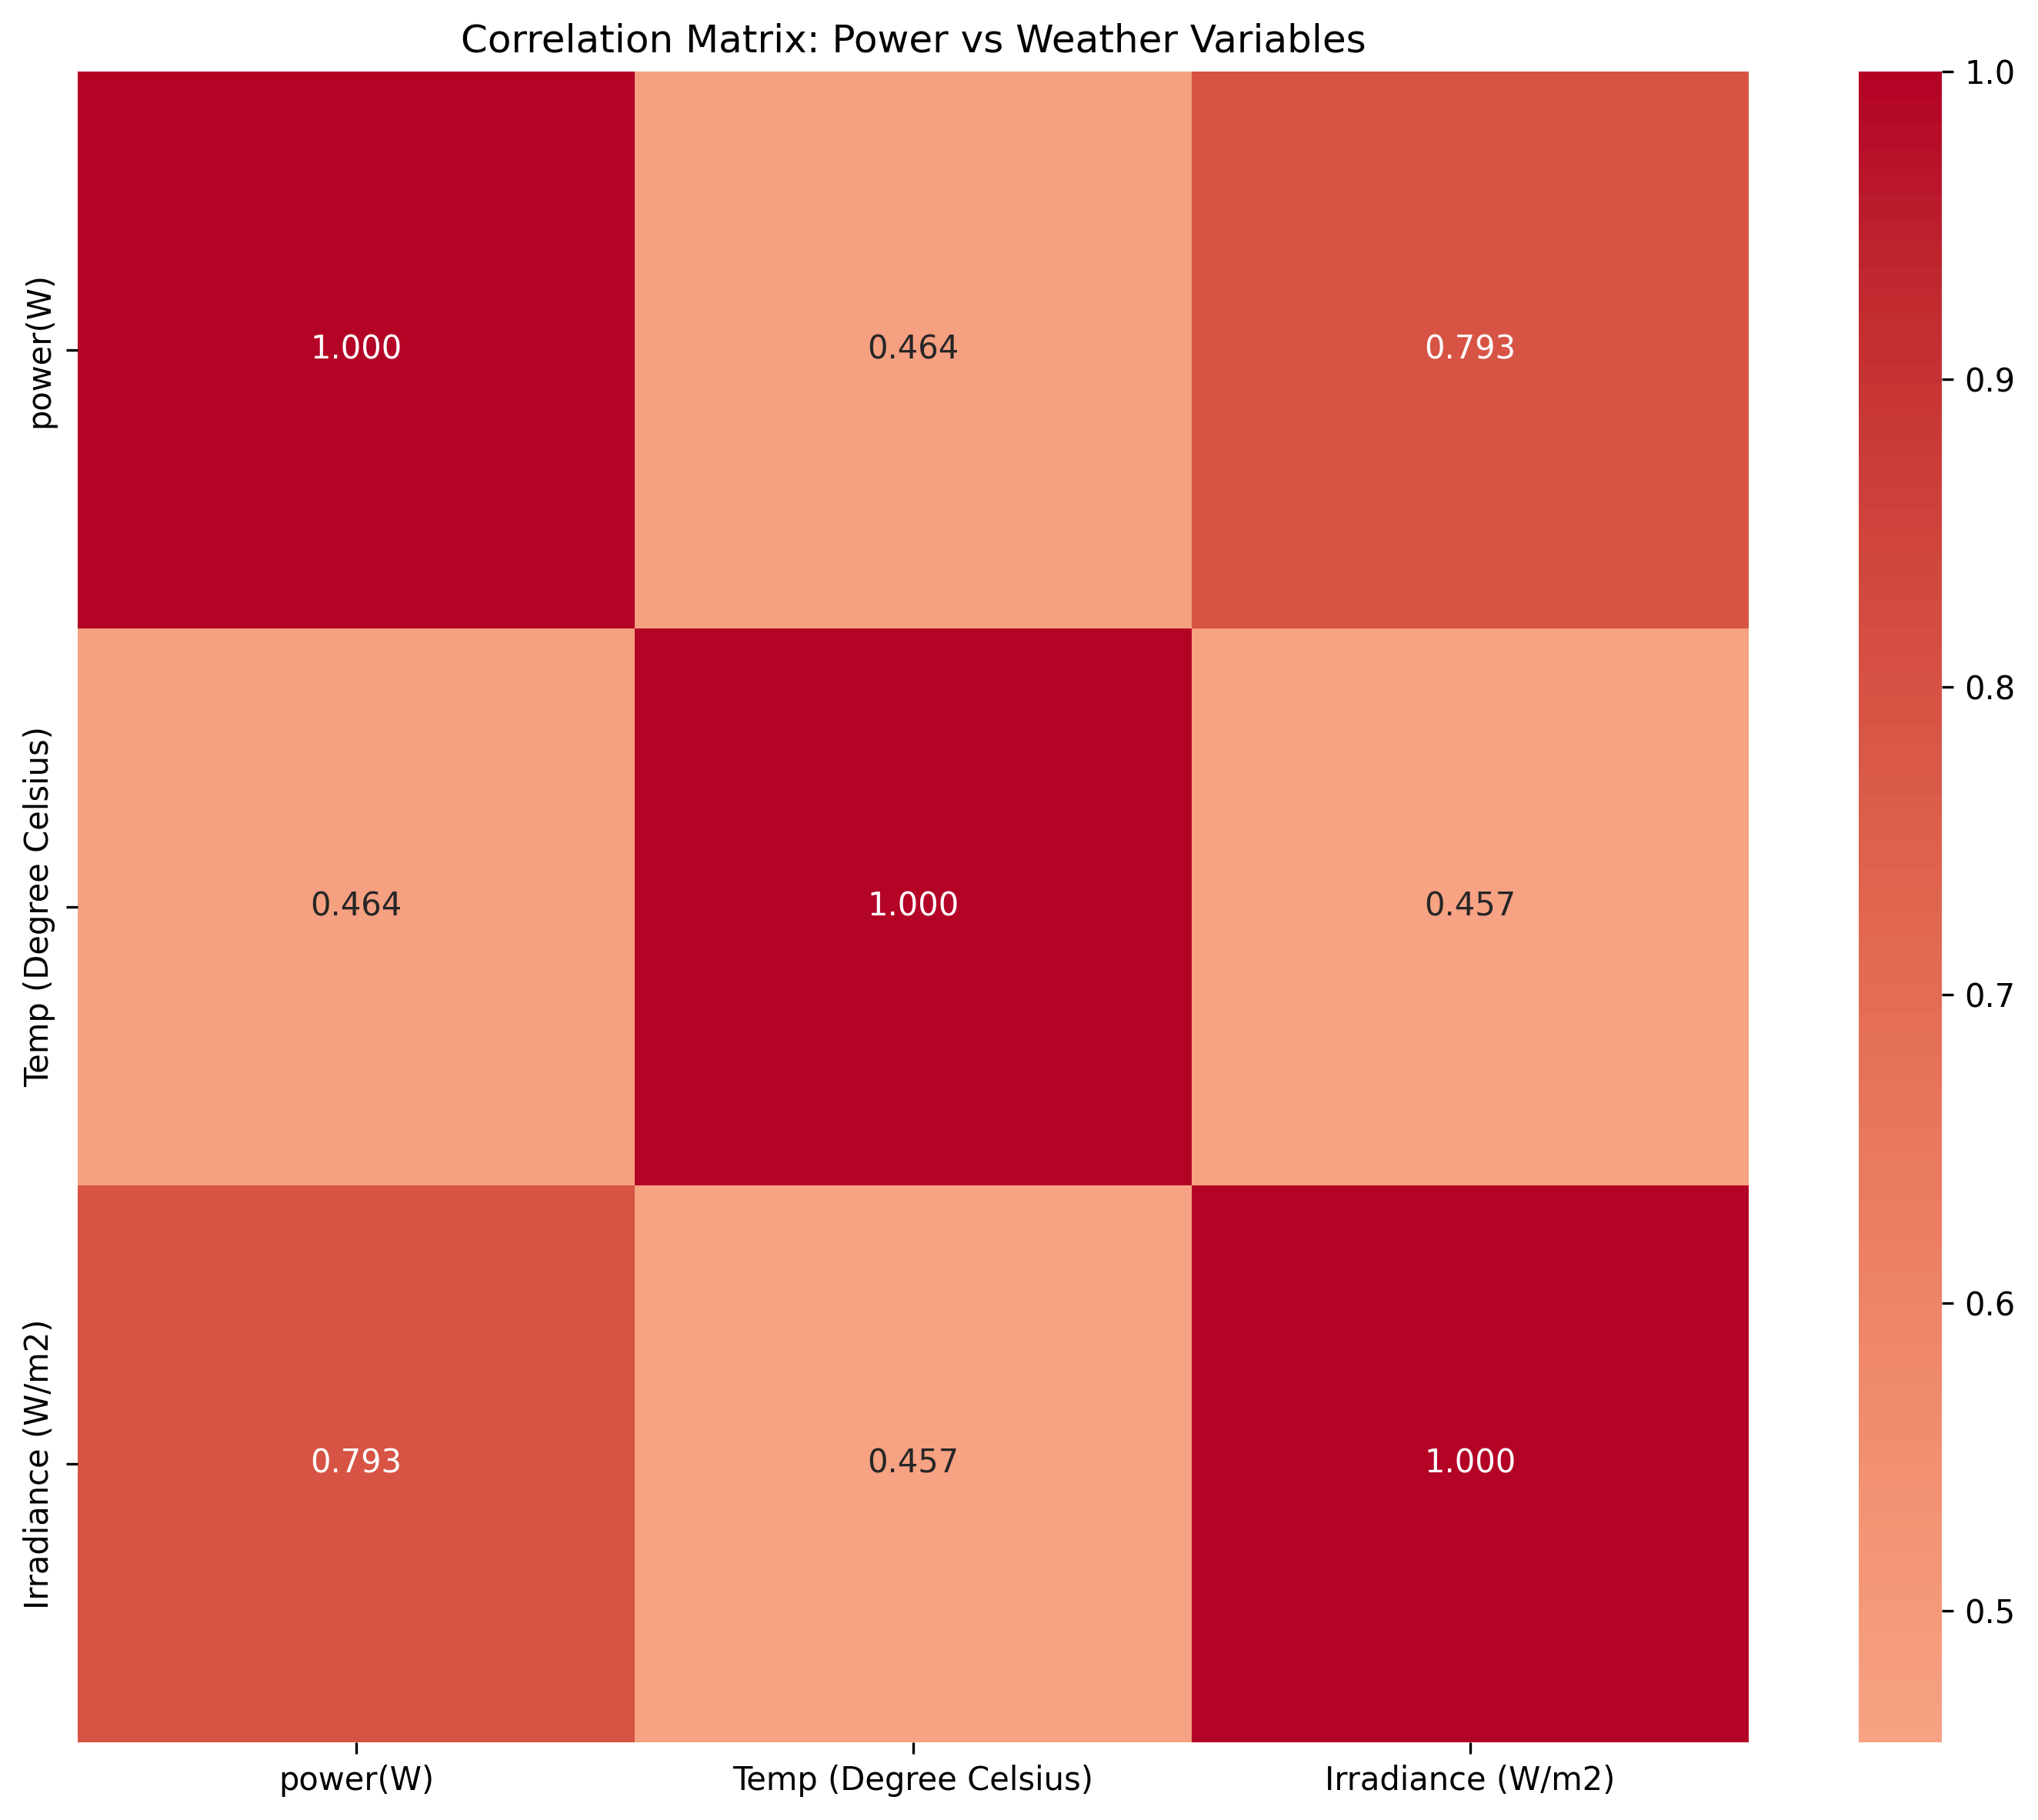 Correlation Matrix: Power vs Weather Variables
power(W)
1.000
0.464
0.793
Temp (Degree Celsius)
0.464
1.000
0.457
Irradiance (W/m2)
0.793
0.457
1.000
power(W)
Temp (Degree Celsius)
Irradiance (W/m2)
1.0
0.9
0.8
0.7
0.6
0.5